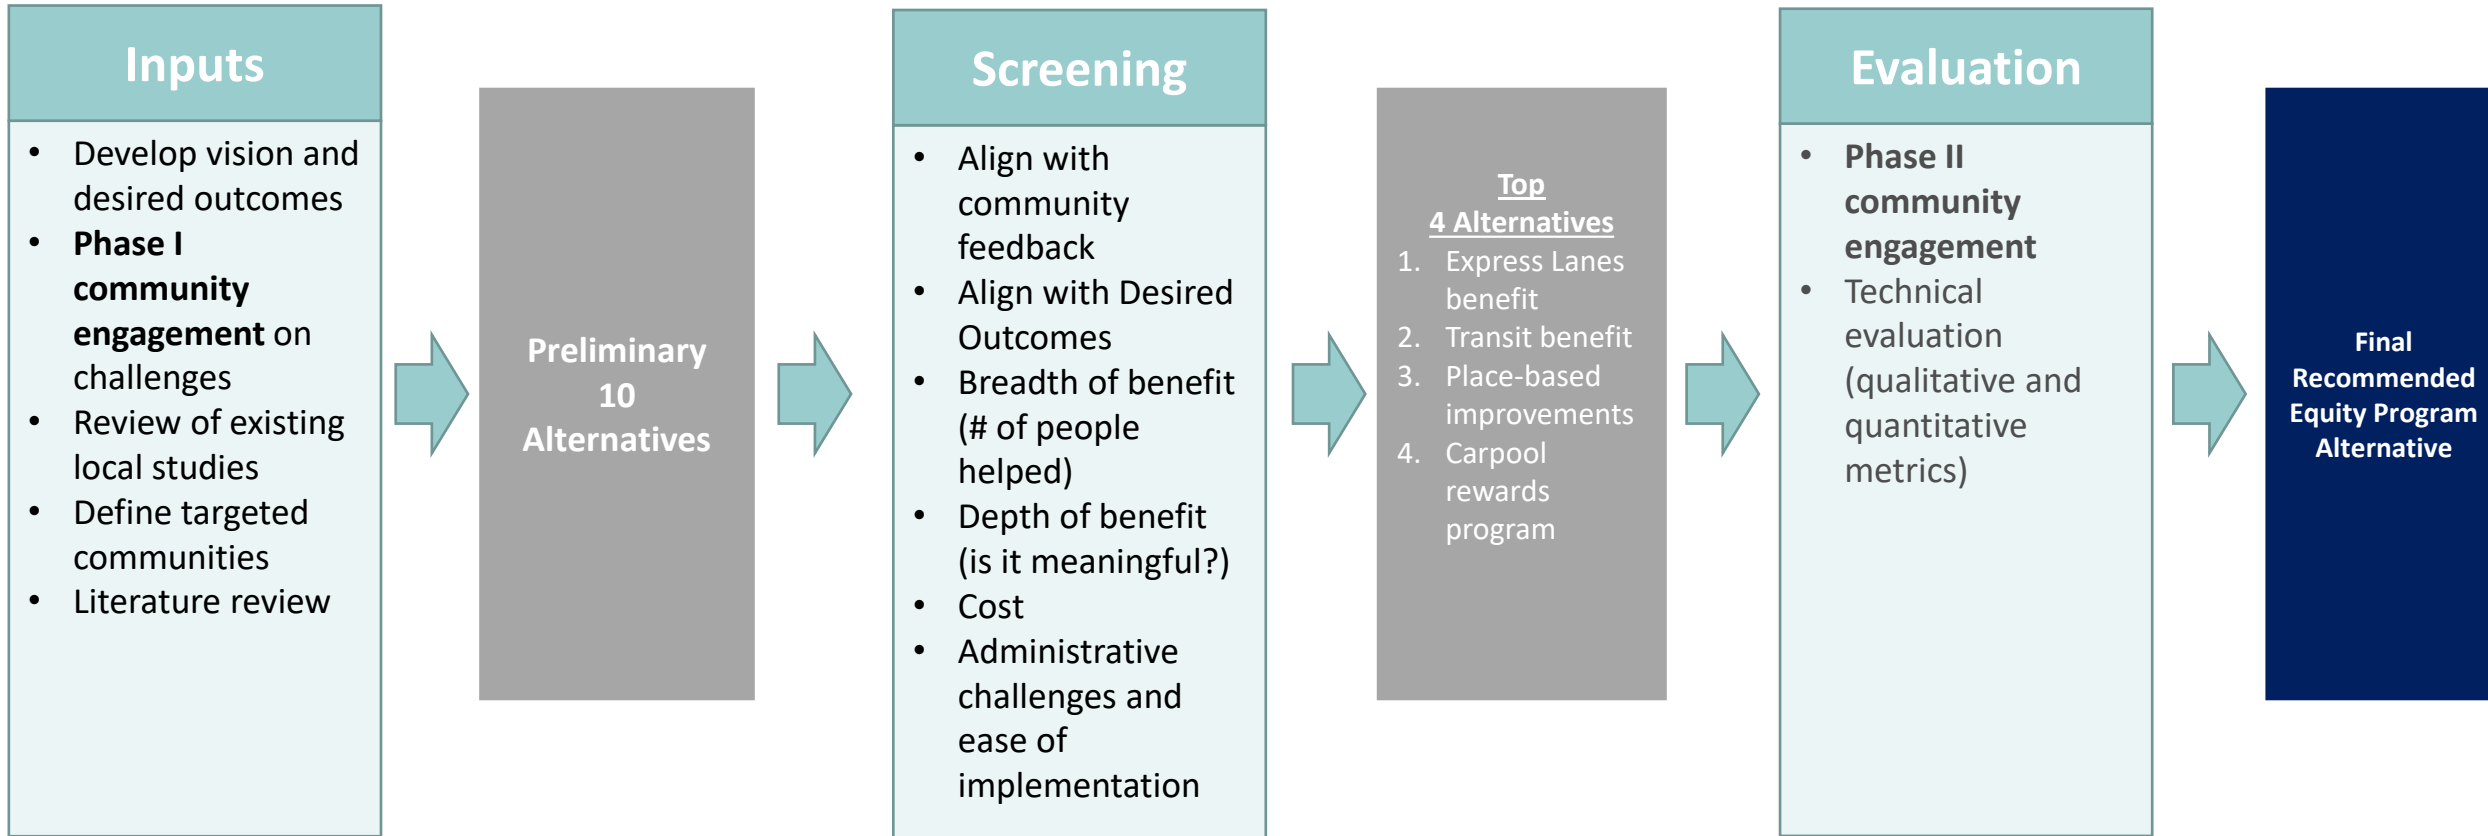 Inputs
• Develop vision and
desired outcomes
• Phase I
community
engagement on
challenges
• Review of existing
local studies
• Define targeted
communities
• Literature review
Preliminary
10
Alternatives
Screening
• Align with
community
feedback
• Align with Desired
Outcomes
• Breadth of benefit
(# of people
helped)
• Depth of benefit
(is it meaningful?)
• Cost
• Administrative
challenges and
ease of
implementation
Top
4 Alternatives
1. Express Lanes
benefit
2. Transit benefit
3. Place-based
improvements
4. Carpool
rewards
program
Evaluation
• Phase II
community
engagement
• Technical
evaluation
(qualitative and
quantitative
metrics)
Final
Recommended
Equity Program
Alternative